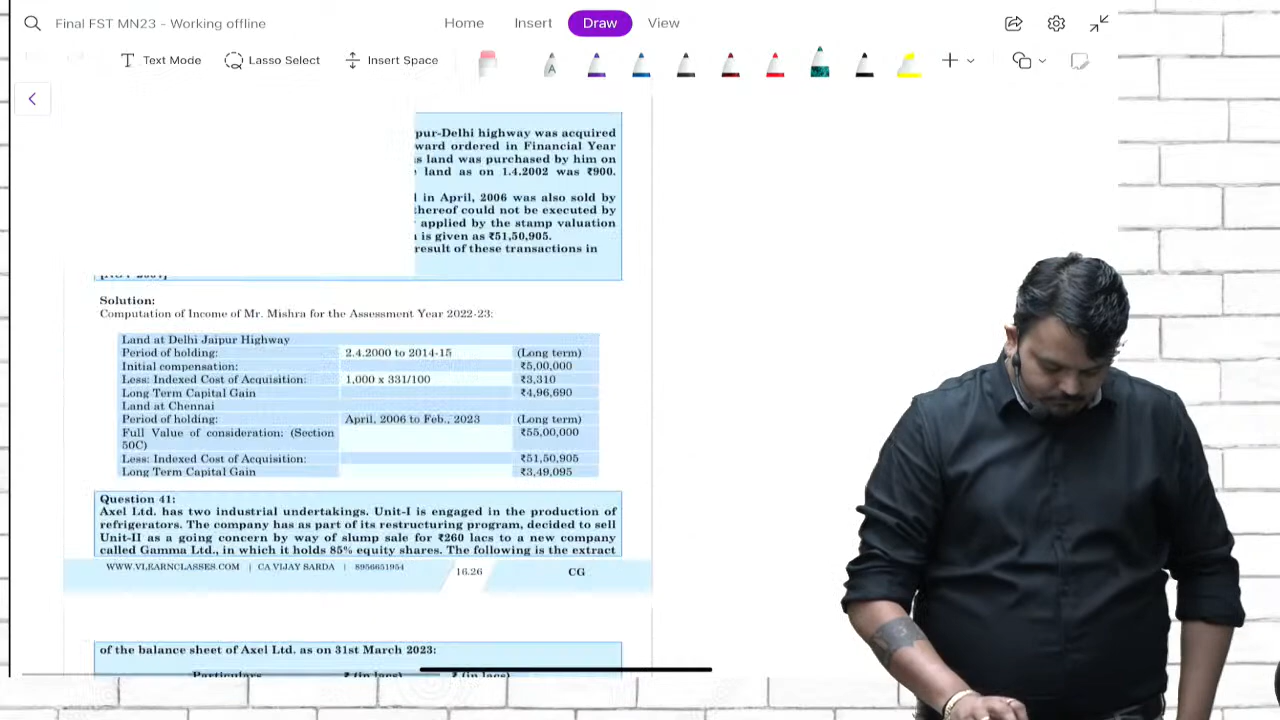 Final FST MN23 - Working offline
Home
Insert
Draw
View
Text Mode
Lasso Select
Insert Space
A
pur-Delhi highway was acquired
ward ordered in Financial Year
s land was purchased by him on
land as on 1.4.2002 was ₹900.
l in April, 2006 was also sold by
thereof could not be executed by
applied by the stamp valuation
n is given as ₹51,50,905.
result of these transactions in
Solution:
Computation of Income of Mr. Mishra for the Assessment Year 2022-23:
Land at Delhi Jaipur Highway
Period of holding: 2.4.2000 to 2014-15 (Long term)
Initial compensation: ₹5,00,000
Less: Indexed Cost of Acquisition: 1,000 x 331/100 ₹3,310
Long Term Capital Gain ₹4,96,690
Land at Chennai
Period of holding: April, 2006 to Feb., 2023 (Long term)
Full Value of consideration: (Section ₹55,00,000
50C)
Less: Indexed Cost of Acquisition: ₹51,50,905
Long Term Capital Gain ₹3,49,095
Question 41:
Axel Ltd. has two industrial undertakings. Unit-I is engaged in the production of
refrigerators. The company has as part of its restructuring program, decided to sell
Unit-II as a going concern by way of slump sale for ₹260 lacs to a new company
called Gamma Ltd., in which it holds 85% equity shares. The following is the extract
WWW.VLEARNCLASSES.COM | CA VIJAY SARDA | 8956651954
16.26
CG
of the balance sheet of Axel Ltd. as on 31st March 2023:
Particulars ₹ (in lacs) ₹ (in lacs)